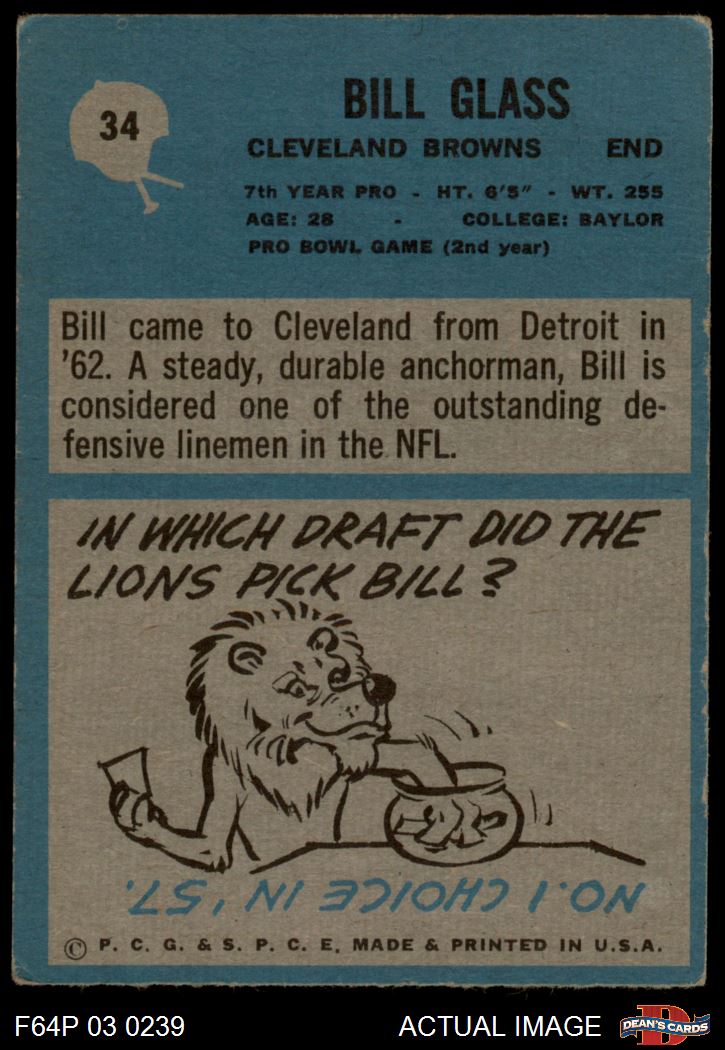 34
BILL GLASS
CLEVELAND BROWNS END
7th YEAR PRO - HT. 6'5" - WT. 255
AGE: 28 - COLLEGE: BAYLOR
PRO BOWL GAME (2nd year)
Bill came to Cleveland from Detroit in
'62. A steady, durable anchorman, Bill is
considered one of the outstanding de-
fensive linemen in the NFL.
IN WHICH DRAFT DID THE
LIONS PICK BILL?
NO. 1 CHOICE IN '57.
© P. C. G. & S. P. C. E. MADE & PRINTED IN U.S.A.
F64P 03 0239 ACTUAL IMAGE
D
DEAN'S CARDS